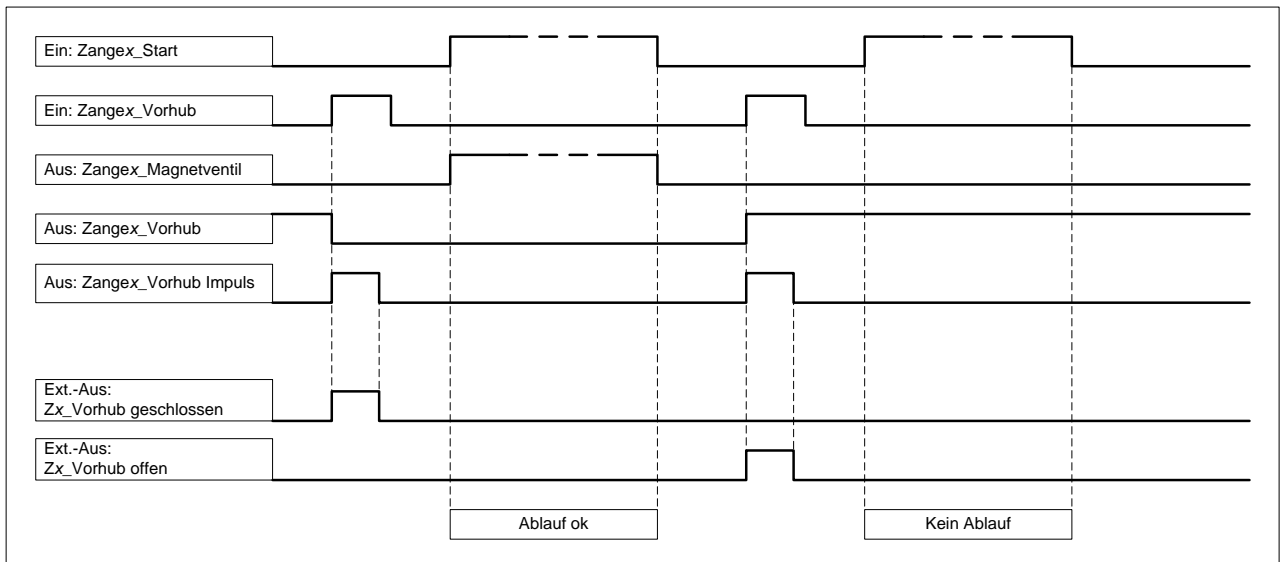 Ein: Zangex_Start
Ein: Zangex_Vorhub
Aus: Zangex_Magnetventil
Aus: Zangex_Vorhub
Aus: Zangex_Vorhub Impuls
Ext.-Aus:
Zx_Vorhub geschlossen
Ext.-Aus:
Zx_Vorhub offen
Ablauf ok
Kein Ablauf